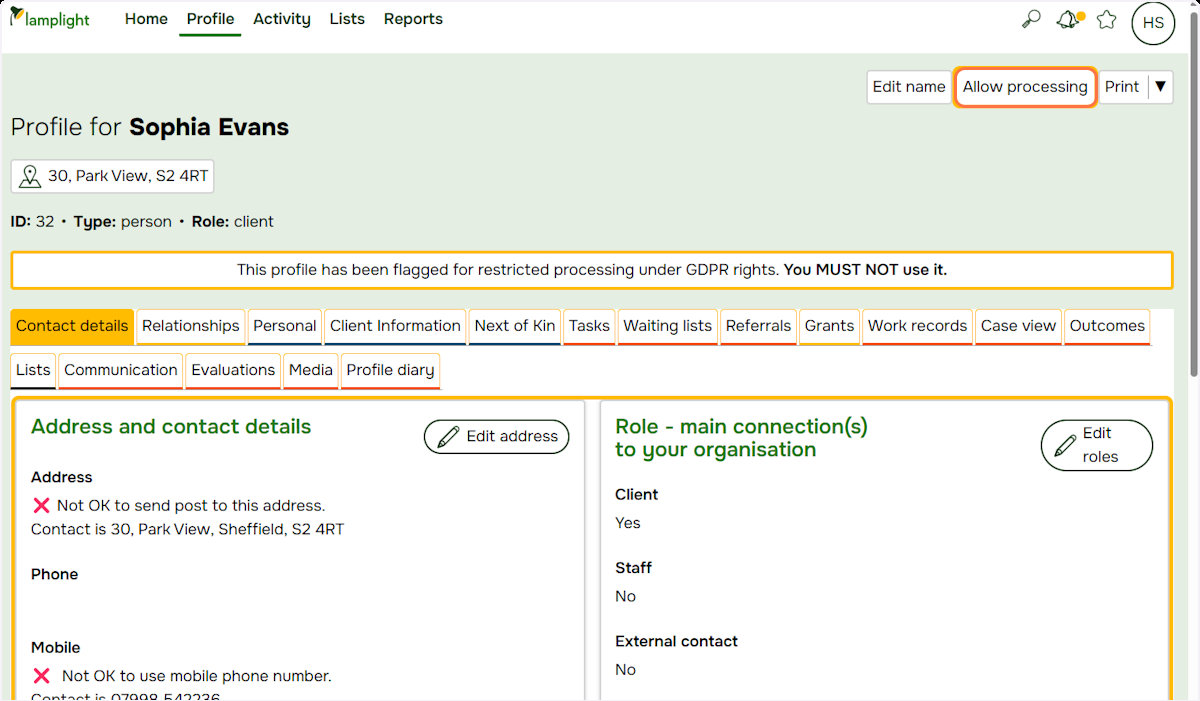 lamplight
Home Profile Activity Lists Reports
HS
Edit name Allow processing Print ▼
Profile for Sophia Evans
30, Park View, S2 4RT
ID: 32 • Type: person • Role: client
This profile has been flagged for restricted processing under GDPR rights. You MUST NOT use it.
Contact details Relationships Personal Client Information Next of Kin Tasks Waiting lists Referrals Grants Work records Case view Outcomes
Lists Communication Evaluations Media Profile diary
Address and contact details
Edit address
Address
Not OK to send post to this address.
Contact is 30, Park View, Sheffield, S2 4RT
Phone
Mobile
Not OK to use mobile phone number.
Contact is 07998 542236
Role - main connection(s)
to your organisation
Edit
roles
Client
Yes
Staff
No
External contact
No